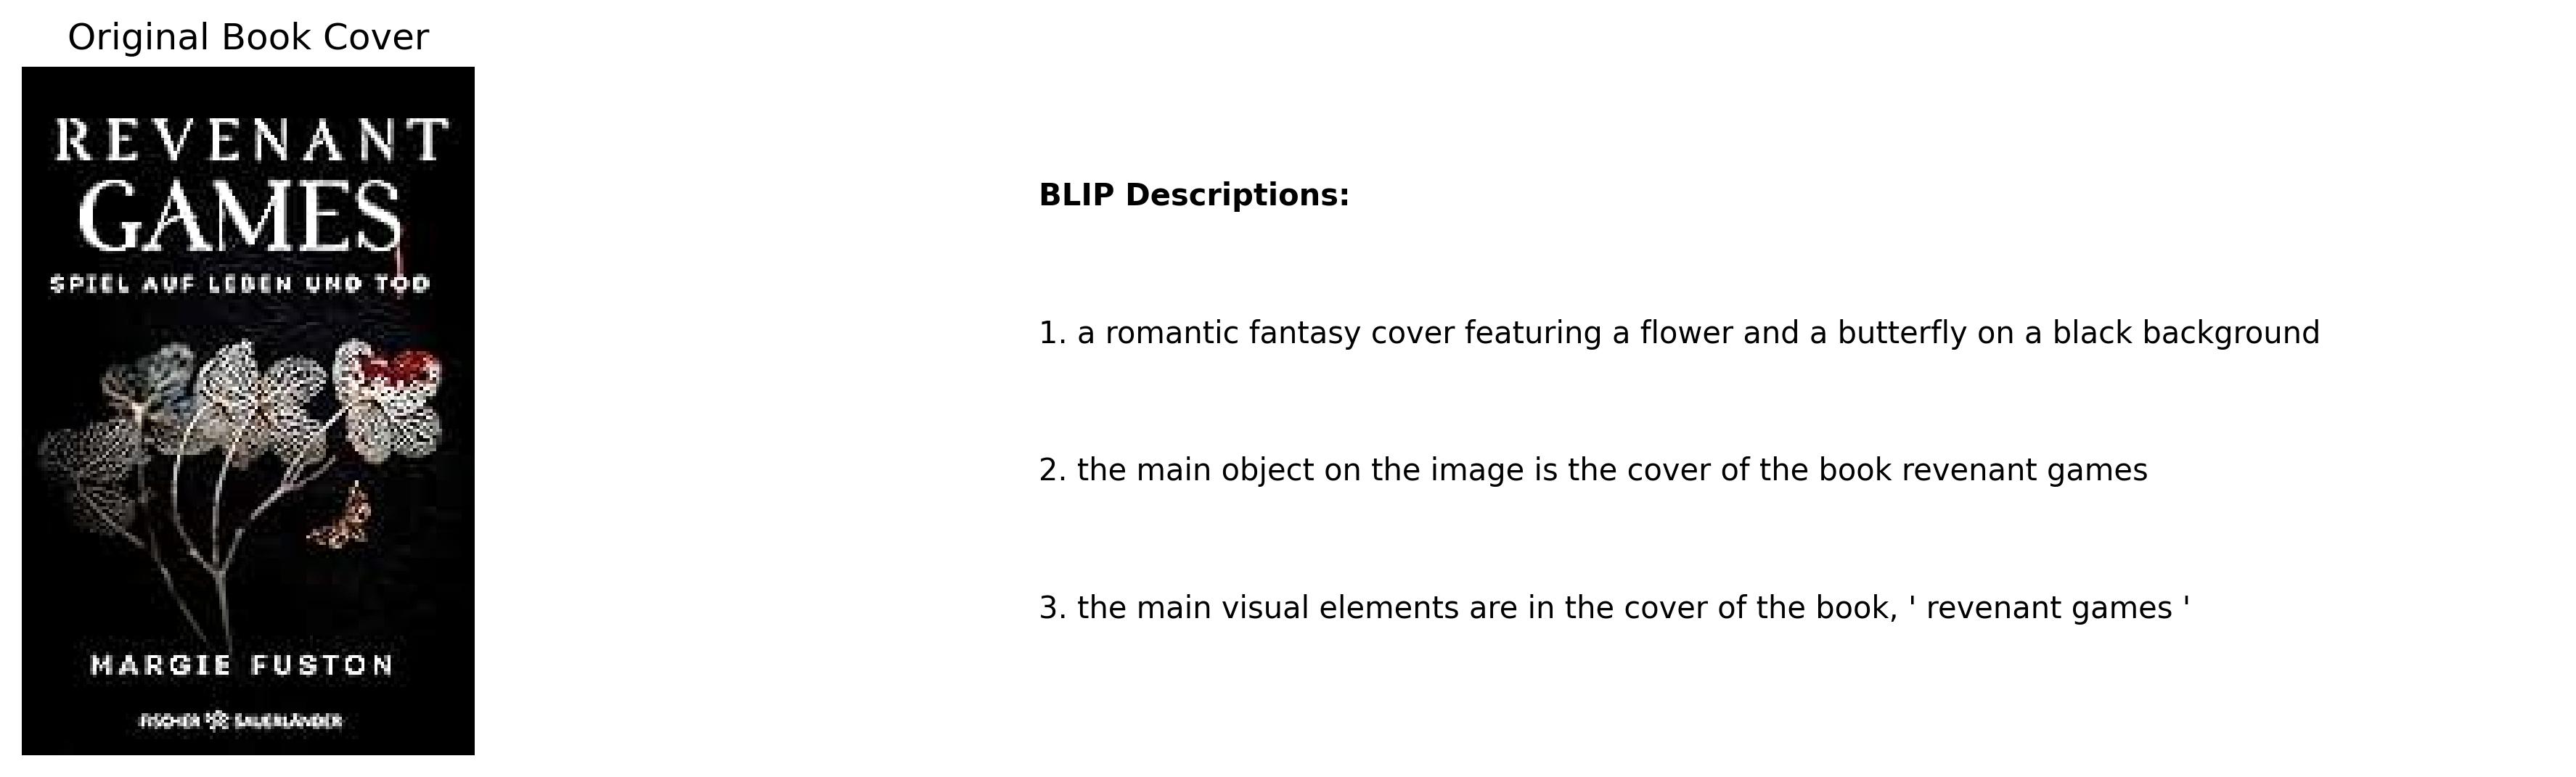 Original Book Cover
REVENANT
GAMES
SPIEL AUF LEBEN UND TOD
MARGIE FUSTON
FISCHER SAUERLÄNDER
BLIP Descriptions:
1. a romantic fantasy cover featuring a flower and a butterfly on a black background
2. the main object on the image is the cover of the book revenant games
3. the main visual elements are in the cover of the book, ' revenant games '